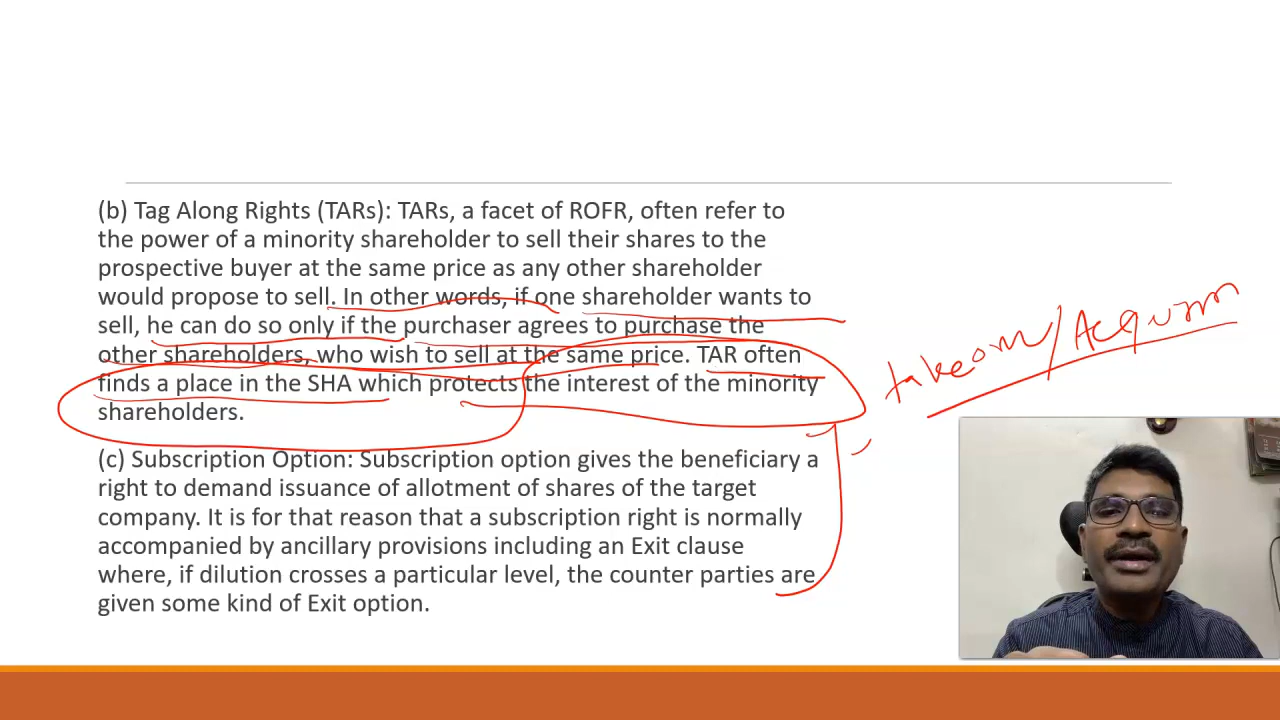 (b) Tag Along Rights (TARs): TARs, a facet of ROFR, often refer to
the power of a minority shareholder to sell their shares to the
prospective buyer at the same price as any other shareholder
would propose to sell. In other words, if one shareholder wants to
sell, he can do so only if the purchaser agrees to purchase the
other shareholders, who wish to sell at the same price. TAR often
finds a place in the SHA which protects the interest of the minority
shareholders.
(c) Subscription Option: Subscription option gives the beneficiary a
right to demand issuance of allotment of shares of the target
company. It is for that reason that a subscription right is normally
accompanied by ancillary provisions including an Exit clause
where, if dilution crosses a particular level, the counter parties are
given some kind of Exit option.